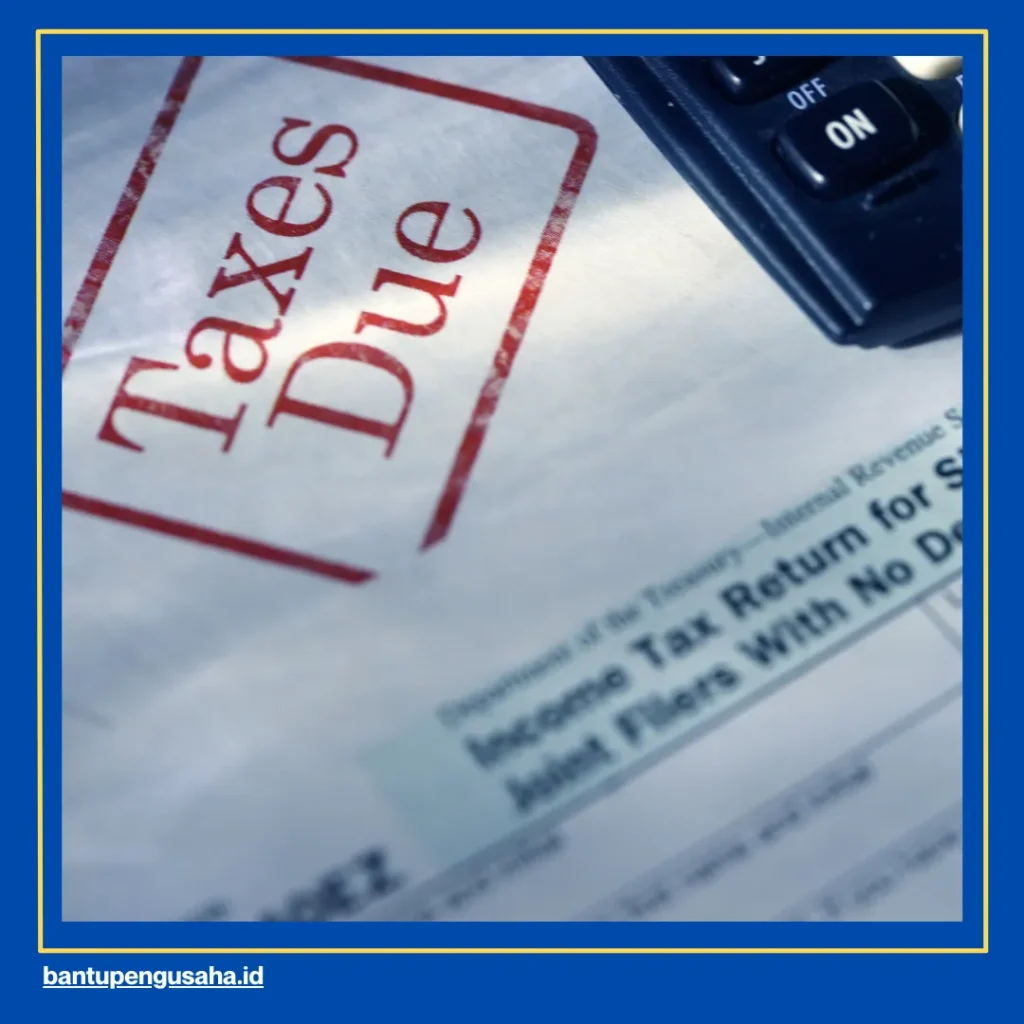 Taxes
Due
OFF
ON
Department of the Treasury—Internal Revenue S
Income Tax Return for S
Joint Filers With No De
bantupengusaha.id